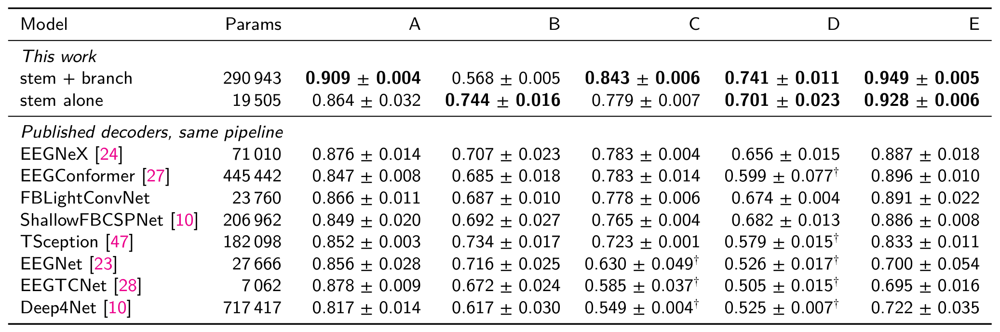 Model Params A B C D E
This work
stem + branch 290 943 0.909 ± 0.004 0.568 ± 0.005 0.843 ± 0.006 0.741 ± 0.011 0.949 ± 0.005
stem alone 19 505 0.864 ± 0.032 0.744 ± 0.016 0.779 ± 0.007 0.701 ± 0.023 0.928 ± 0.006
Published decoders, same pipeline
EEGNeX [24] 71 010 0.876 ± 0.014 0.707 ± 0.023 0.783 ± 0.004 0.656 ± 0.015 0.887 ± 0.018
EEGConformer [27] 445 442 0.847 ± 0.008 0.685 ± 0.018 0.783 ± 0.014 0.599 ± 0.077† 0.896 ± 0.010
FBLightConvNet 23 760 0.866 ± 0.011 0.687 ± 0.010 0.778 ± 0.006 0.674 ± 0.004 0.891 ± 0.022
ShallowFBCSPNet [10] 206 962 0.849 ± 0.020 0.692 ± 0.027 0.765 ± 0.004 0.682 ± 0.013 0.886 ± 0.008
TSception [47] 182 098 0.852 ± 0.003 0.734 ± 0.017 0.723 ± 0.001 0.579 ± 0.015† 0.833 ± 0.011
EEGNet [23] 27 666 0.856 ± 0.028 0.716 ± 0.025 0.630 ± 0.049† 0.526 ± 0.017† 0.700 ± 0.054
EEGTCNet [28] 7 062 0.878 ± 0.009 0.672 ± 0.024 0.585 ± 0.037† 0.505 ± 0.015† 0.695 ± 0.016
Deep4Net [10] 717 417 0.817 ± 0.014 0.617 ± 0.030 0.549 ± 0.004† 0.525 ± 0.007† 0.722 ± 0.035